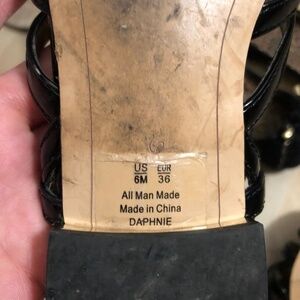 US EUR
6M 36
All Man Made
Made in China
DAPHNIE